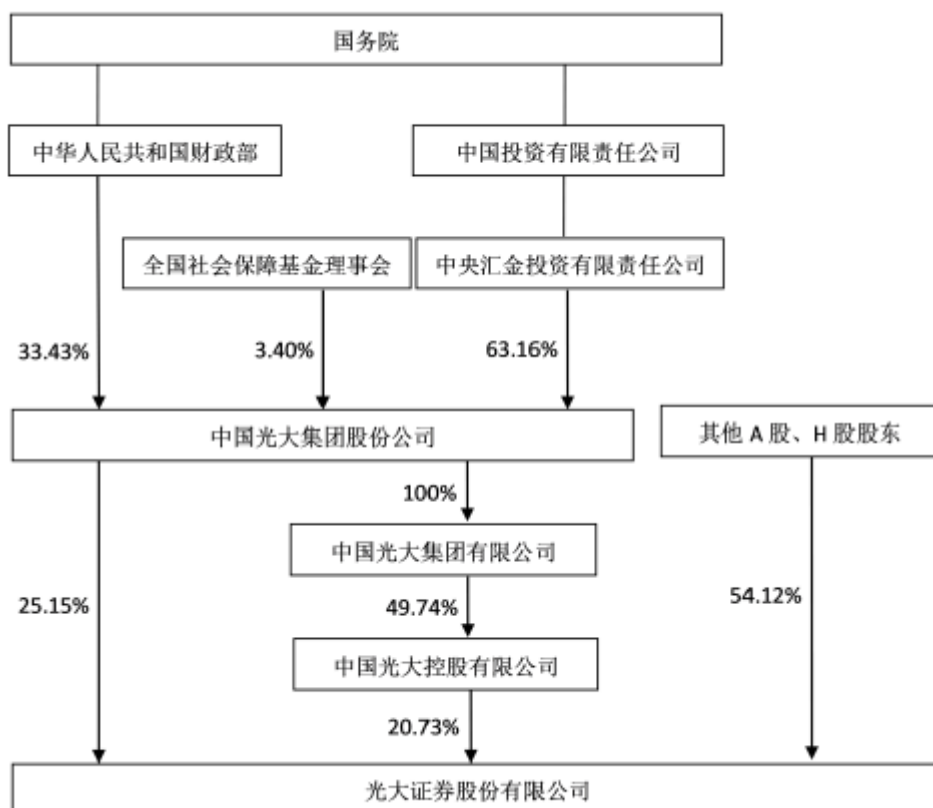 国务院
中华人民共和国财政部
中国投资有限责任公司
全国社会保障基金理事会
中央汇金投资有限责任公司
33.43%
3.40%
63.16%
中国光大集团股份公司
其他 A 股、H 股股东
100%
中国光大集团有限公司
25.15%
49.74%
54.12%
中国光大控股有限公司
20.73%
光大证券股份有限公司